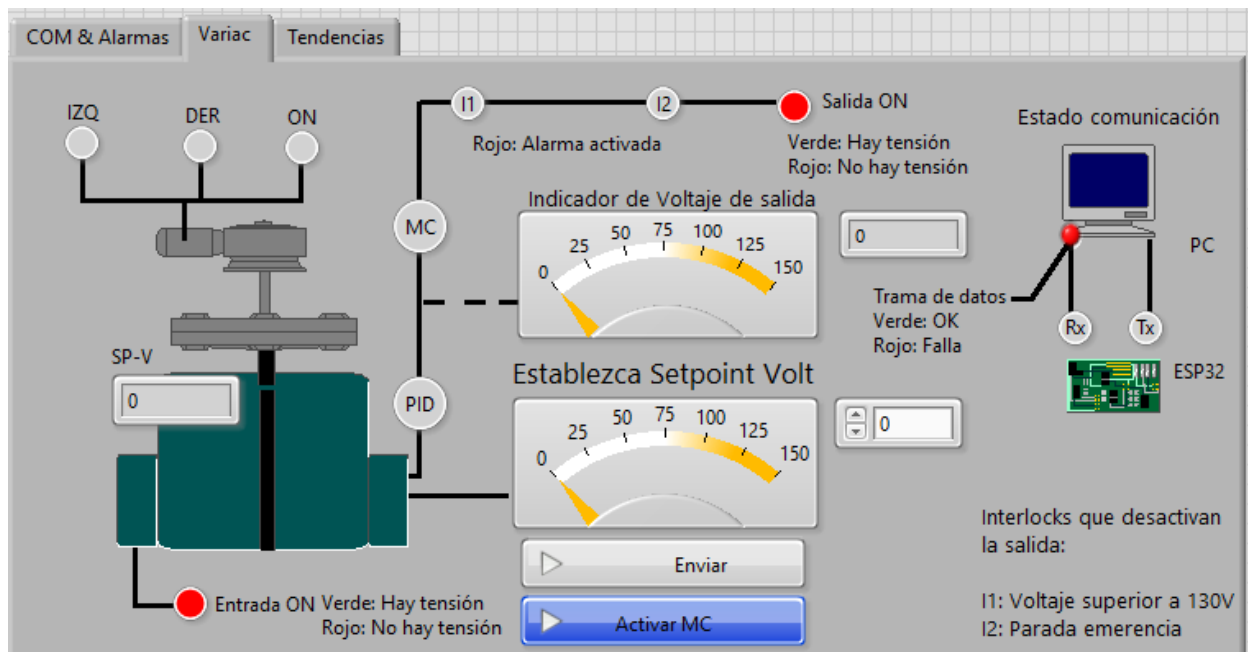 COM & Alarmas
Variac
Tendencias
IZQ
DER
ON
I1
I2
Salida ON
Rojo: Alarma activada
Verde: Hay tensión
Rojo: No hay tensión
Estado comunicación
MC
Indicador de Voltaje de salida
0
25
50
75
100
125
150
0
PC
Trama de datos
Verde: OK
Rojo: Falla
Rx
Tx
ESP32
SP-V
0
PID
Establezca Setpoint Volt
0
25
50
75
100
125
150
0
Enviar
Activar MC
Entrada ON
Verde: Hay tensión
Rojo: No hay tensión
Interlocks que desactivan
la salida:
I1: Voltaje superior a 130V
I2: Parada emerencia